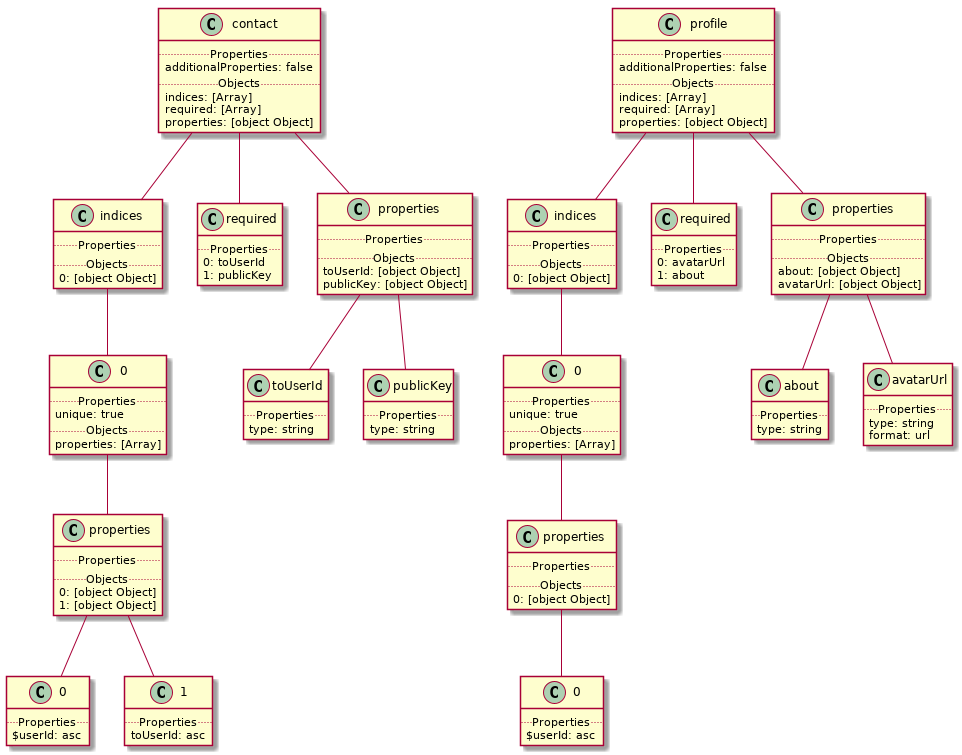 C contact
Properties
additionalProperties: false
Objects
indices: [Array]
required: [Array]
properties: [object Object]
C indices
Properties
Objects
0: [object Object]
C required
Properties
0: toUserId
1: publicKey
C properties
Properties
Objects
toUserId: [object Object]
publicKey: [object Object]
C 0
Properties
unique: true
Objects
properties: [Array]
C toUserId
Properties
type: string
C publicKey
Properties
type: string
C properties
Properties
Objects
0: [object Object]
1: [object Object]
C 0
Properties
$userId: asc
C 1
Properties
toUserId: asc
C profile
Properties
additionalProperties: false
Objects
indices: [Array]
required: [Array]
properties: [object Object]
C indices
Properties
Objects
0: [object Object]
C required
Properties
0: avatarUrl
1: about
C properties
Properties
Objects
about: [object Object]
avatarUrl: [object Object]
C 0
Properties
unique: true
Objects
properties: [Array]
C about
Properties
type: string
C avatarUrl
Properties
type: string
format: url
C properties
Properties
Objects
0: [object Object]
C 0
Properties
$userId: asc